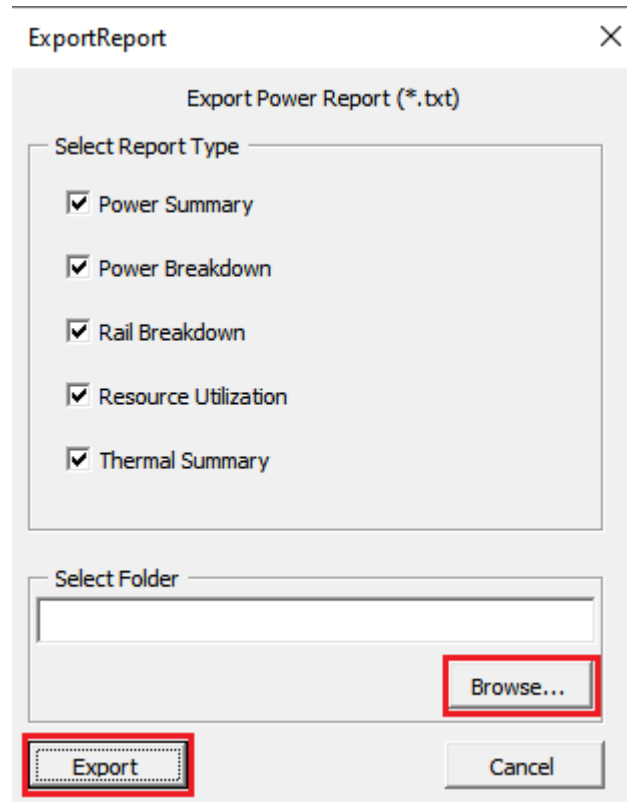 ExportReport
Export Power Report (*.txt)
Select Report Type
Power Summary
Power Breakdown
Rail Breakdown
Resource Utilization
Thermal Summary
Select Folder
Browse...
Export
Cancel